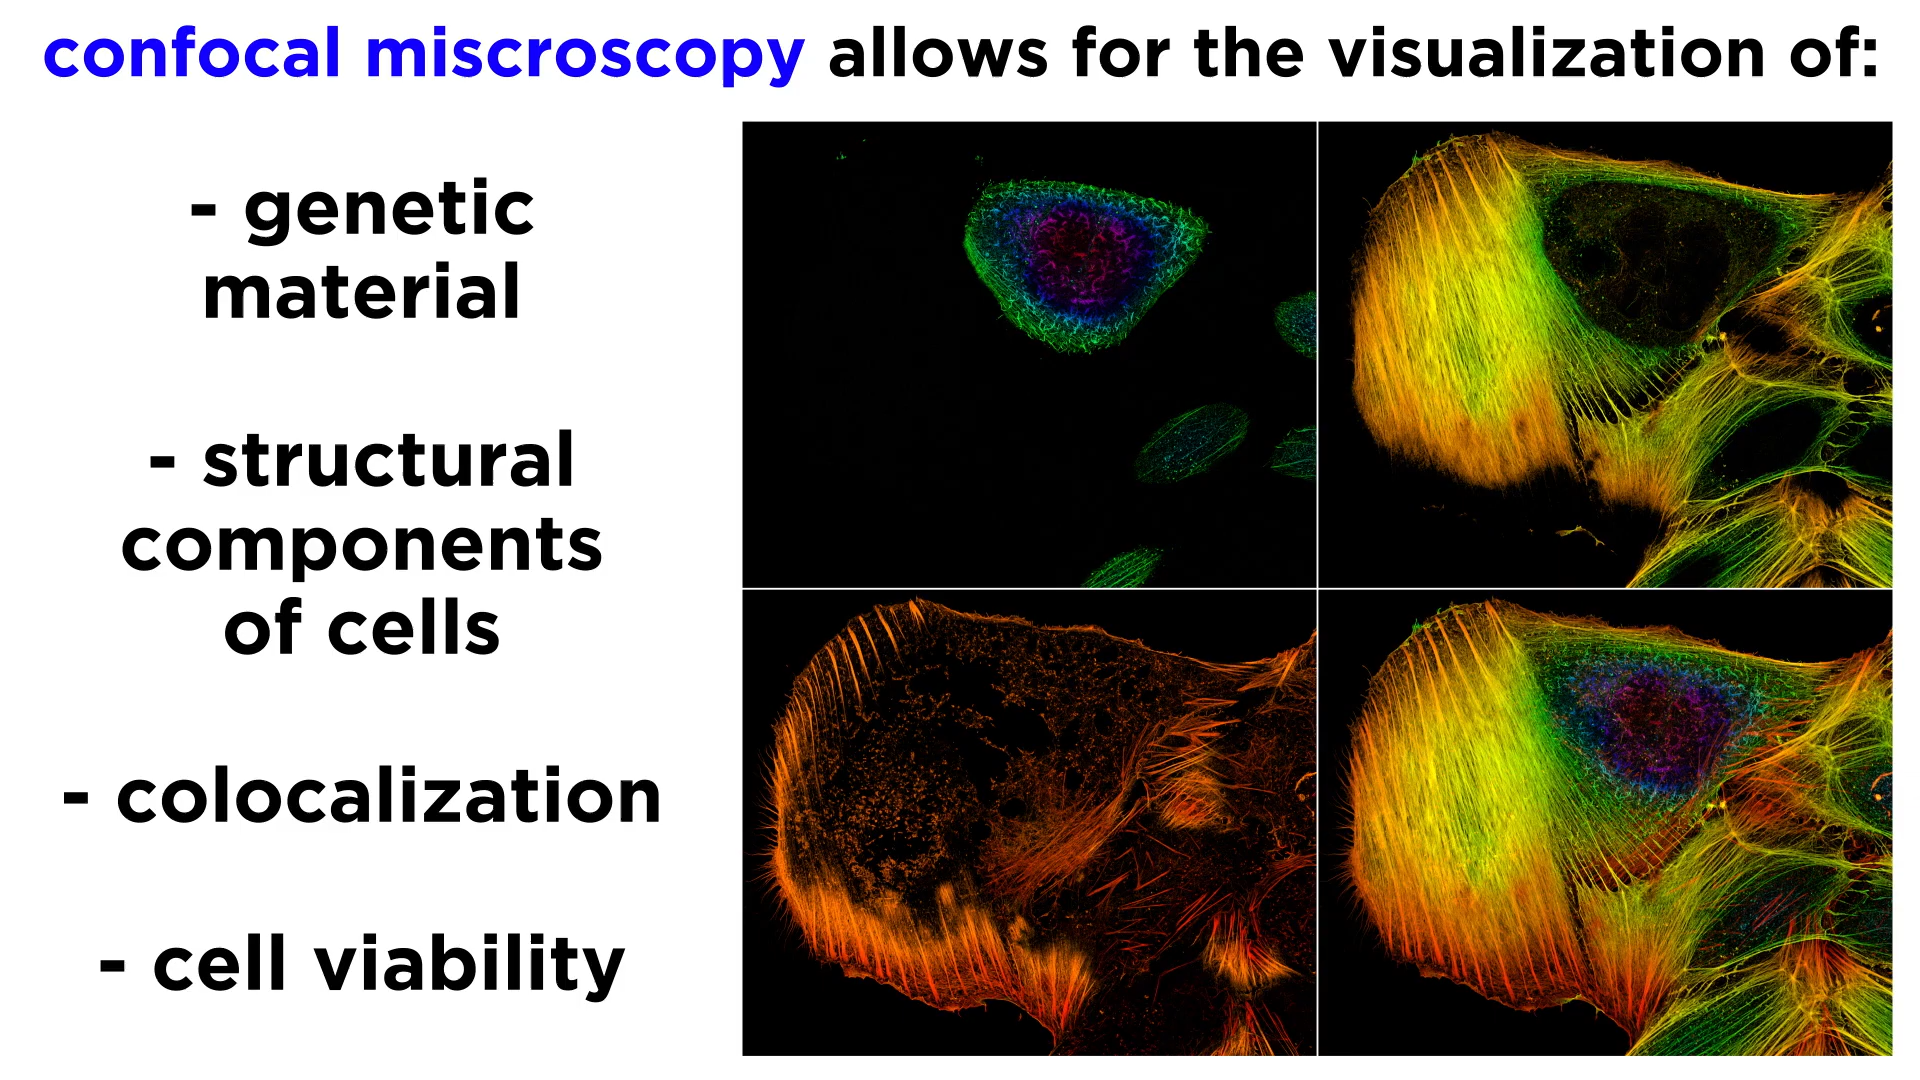 confocal miscroscopy allows for the visualization of:
- genetic
material
- structural
components
of cells
- colocalization
- cell viability